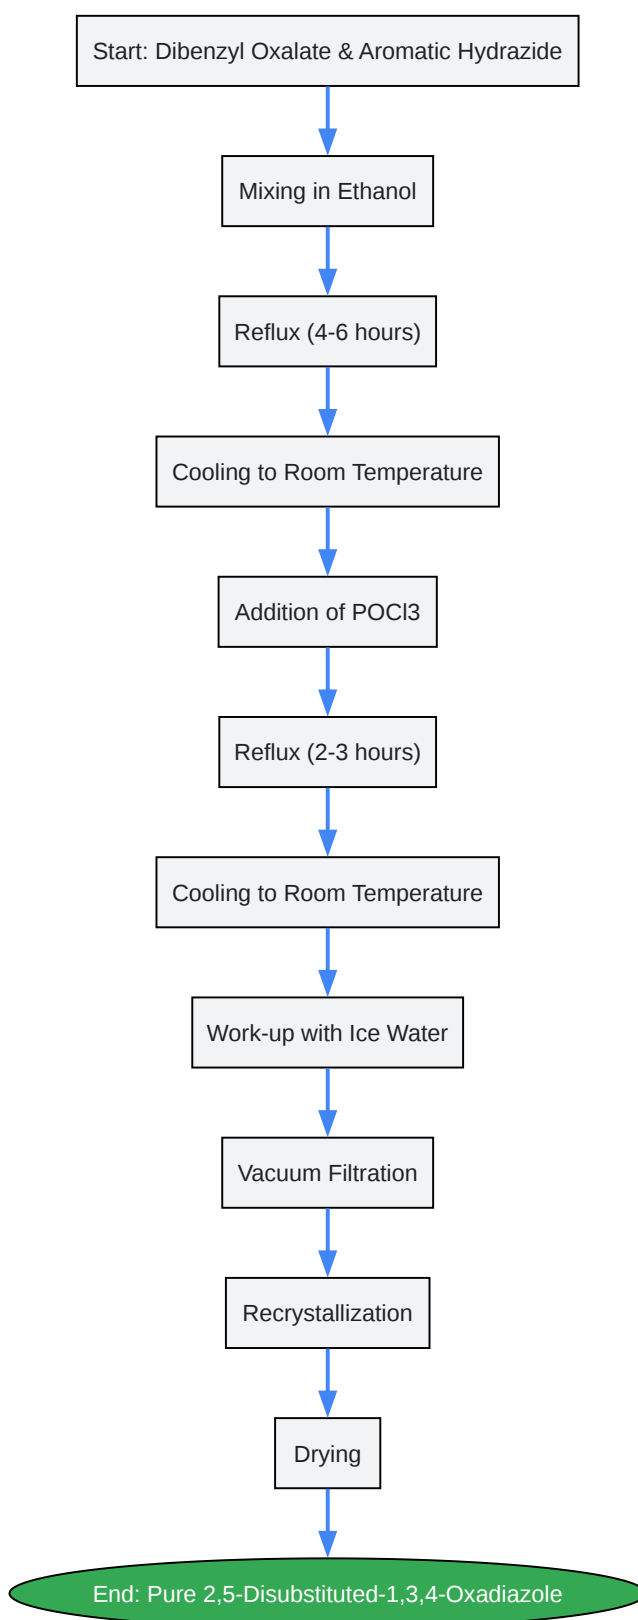 Start: Dibenzyl Oxalate & Aromatic Hydrazide
Mixing in Ethanol
Reflux (4-6 hours)
Cooling to Room Temperature
Addition of POCl3
Reflux (2-3 hours)
Cooling to Room Temperature
Work-up with Ice Water
Vacuum Filtration
Recrystallization
Drying
End: Pure 2,5-Disubstituted-1,3,4-Oxadiazole